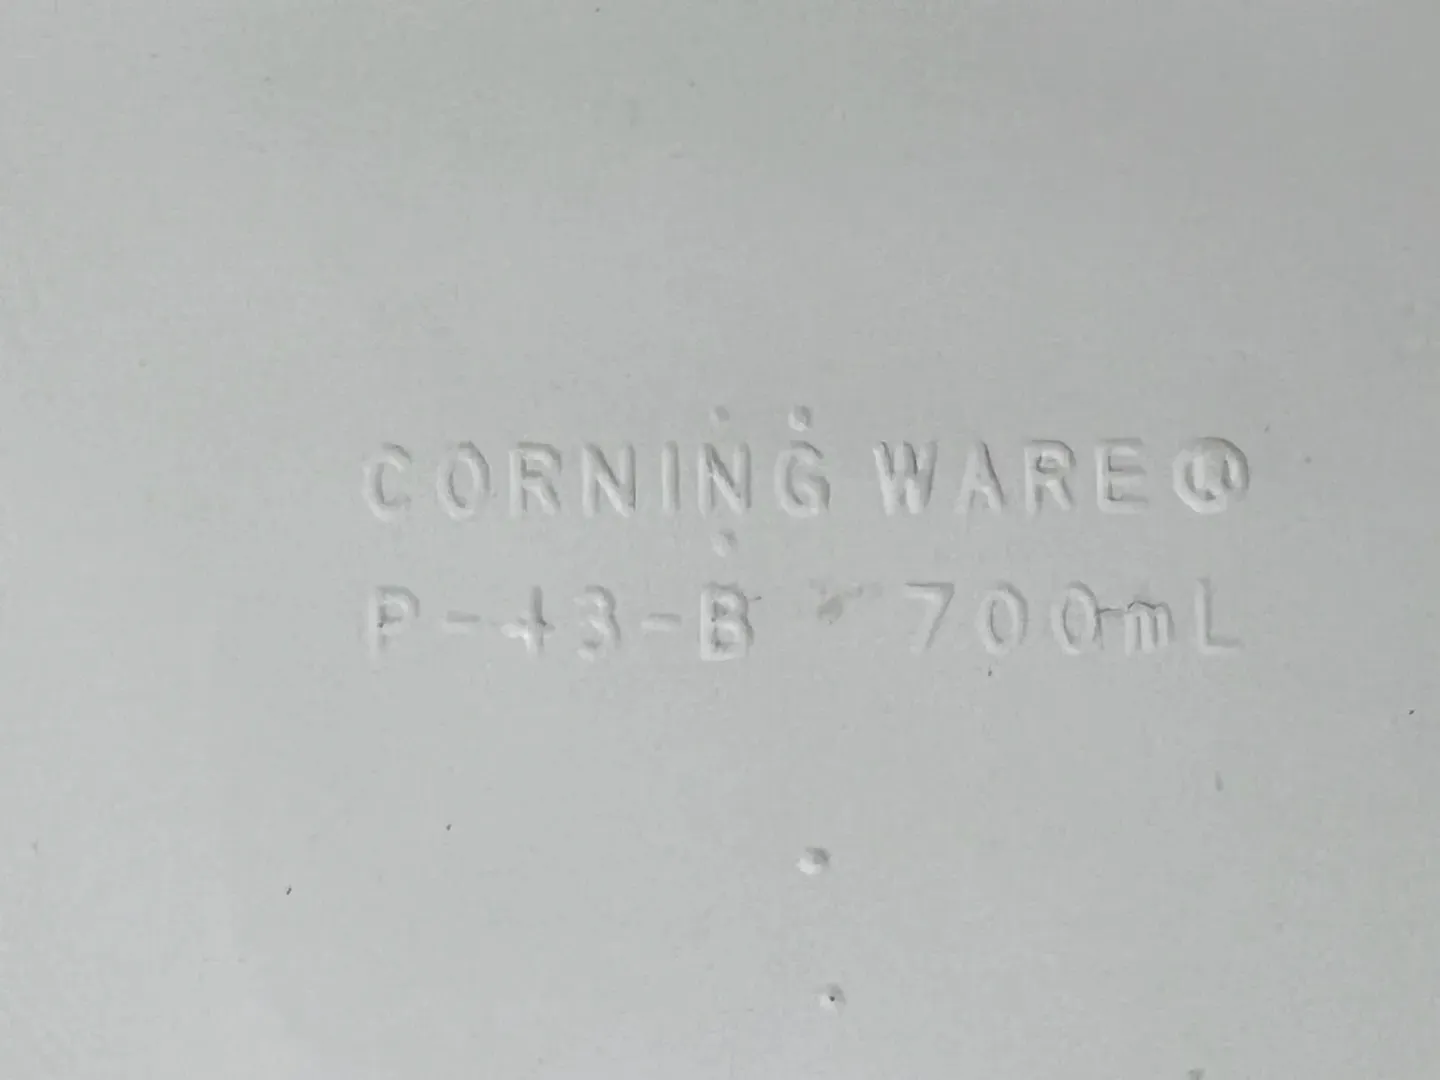 CORNING WARE®
P-43-B 700mL